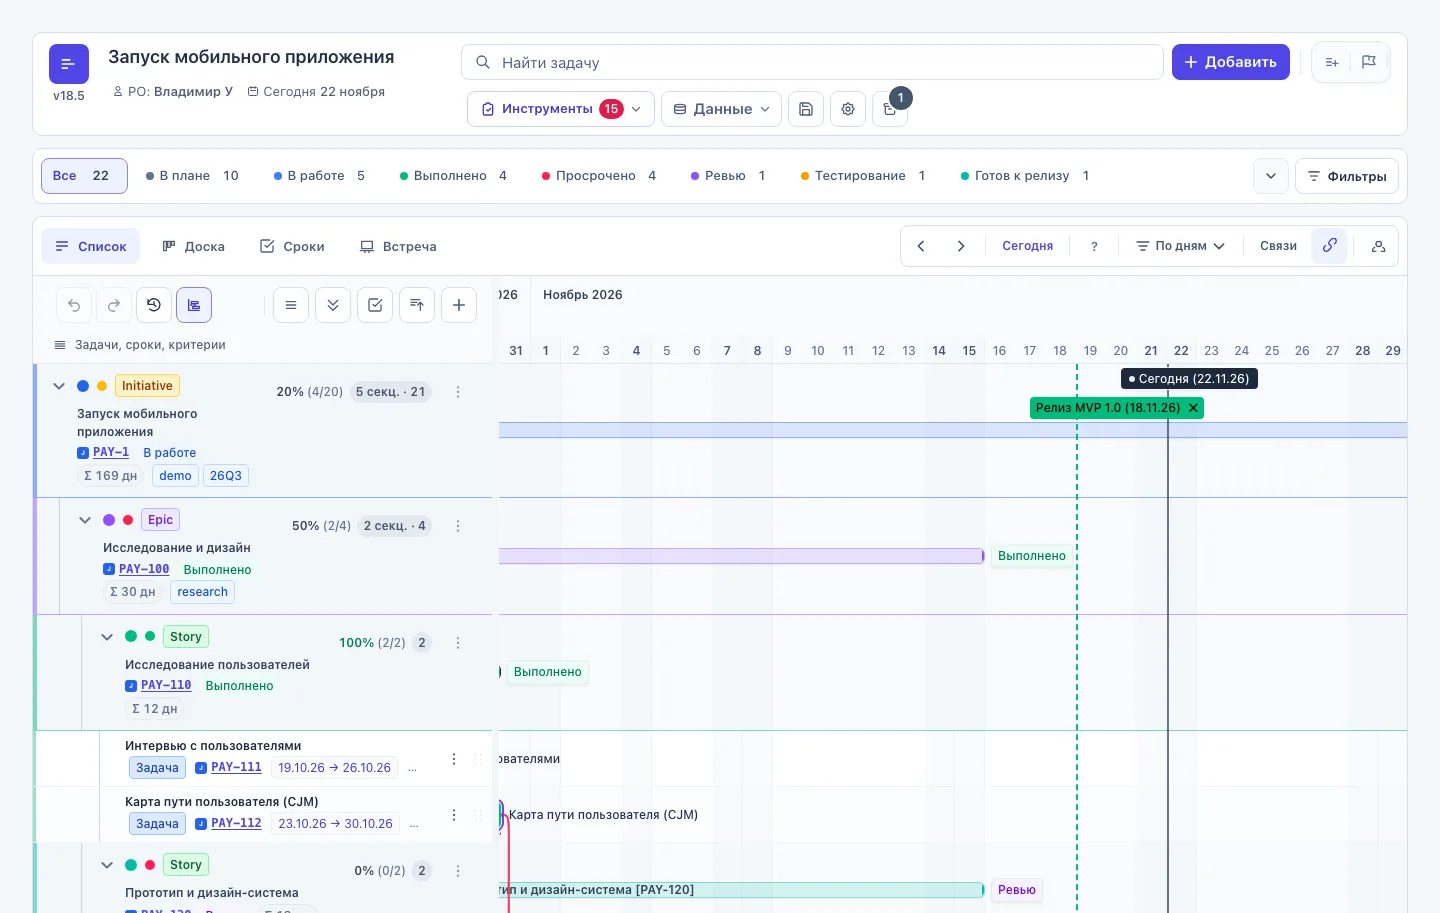 Запуск мобильного приложения
v18.5
PO: Владимир У
Сегодня 22 ноября
Найти задачу
Добавить
Инструменты 15
Данные
1
Все 22
В плане 10
В работе 5
Выполнено 4
Просрочено 4
Ревью 1
Тестирование 1
Готов к релизу 1
Фильтры
Список
Доска
Сроки
Встреча
Сегодня
?
По дням
Связи
Задачи, сроки, критерии
026
Ноябрь 2026
31 1 2 3 4 5 6 7 8 9 10 11 12 13 14 15 16 17 18 19 20 21 22 23 24 25 26 27 28 29
Сегодня (22.11.26)
Релиз MVP 1.0 (18.11.26)
Initiative
20% (4/20)
5 секц. · 21
Запуск мобильного
приложения
PAY-1 В работе
Σ 169 дн demo 26Q3
Epic
50% (2/4)
2 секц. · 4
Исследование и дизайн
PAY-100 Выполнено
Σ 30 дн research
Выполнено
Story
100% (2/2)
2
Исследование пользователей
PAY-110 Выполнено
Σ 12 дн
Выполнено
Интервью с пользователями
Задача PAY-111 19.10.26 → 26.10.26 ...
ователями
Карта пути пользователя (CJM)
Задача PAY-112 23.10.26 → 30.10.26 ...
Карта пути пользователя (CJM)
Story
0% (0/2)
2
Прототип и дизайн-система
тип и дизайн-система [PAY-120]
Ревью